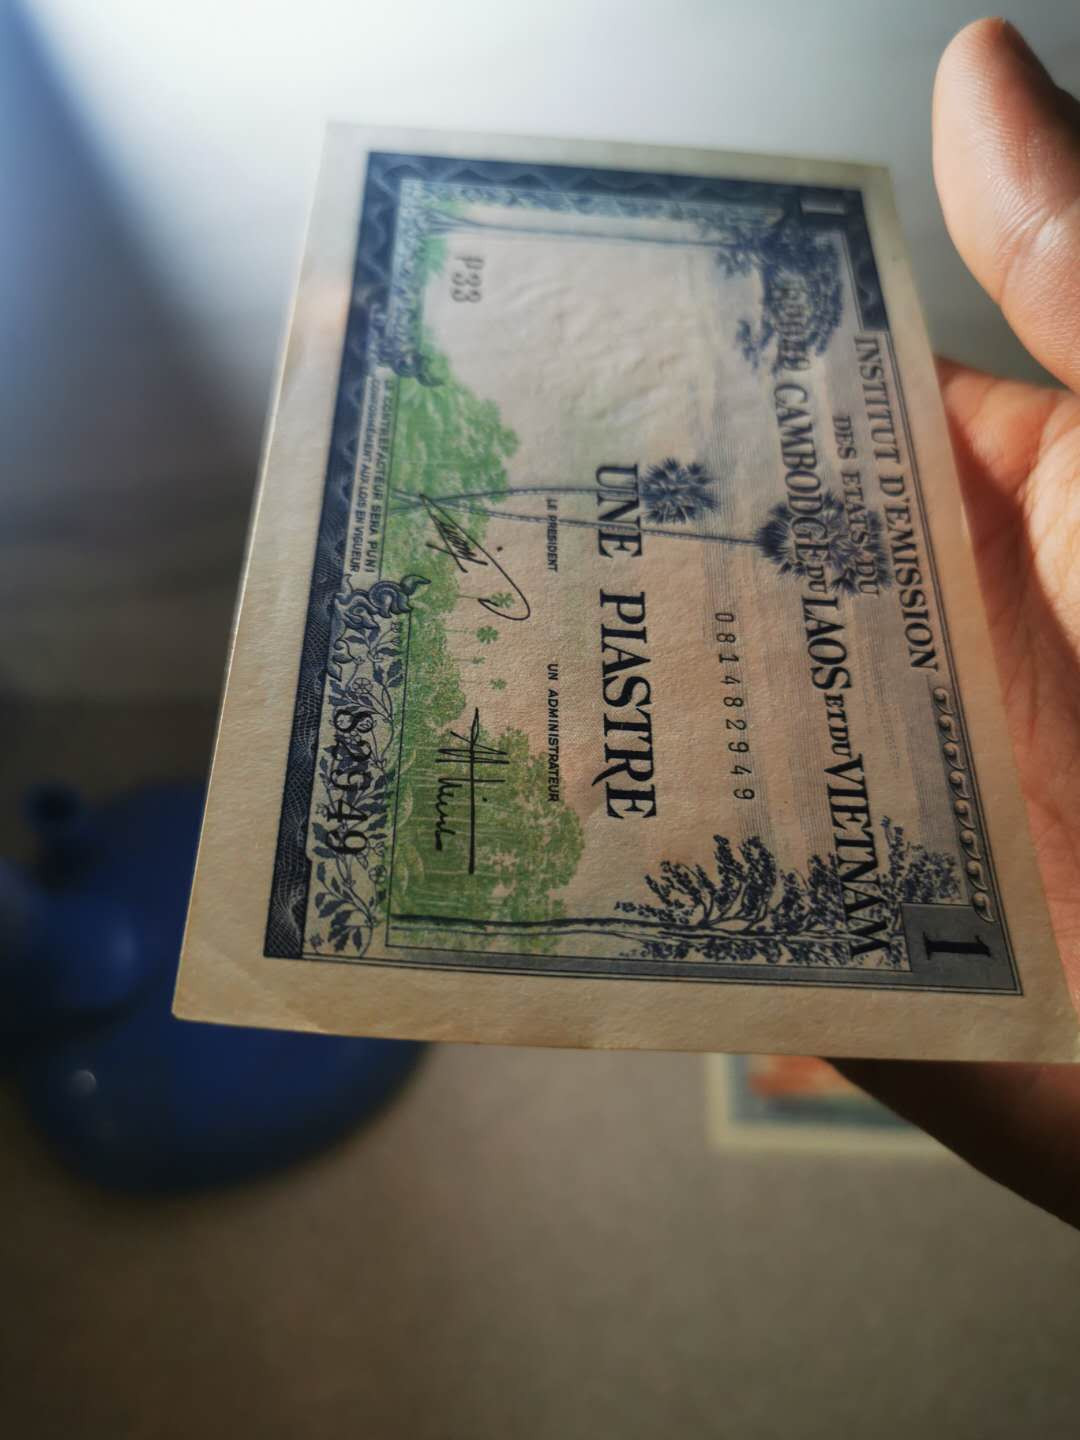 1
INSTITUT D'EMISSION
DES ETATS DU
CAMBODGE DU LAOS ET DU VIETNAM
1
081482949
UNE PIASTRE
LE PRESIDENT
UN ADMINISTRATEUR
P33
LE CONTREFACTEUR SERA PUNI
CONFORMEMENT AUX LOIS EN VIGUEUR
82949